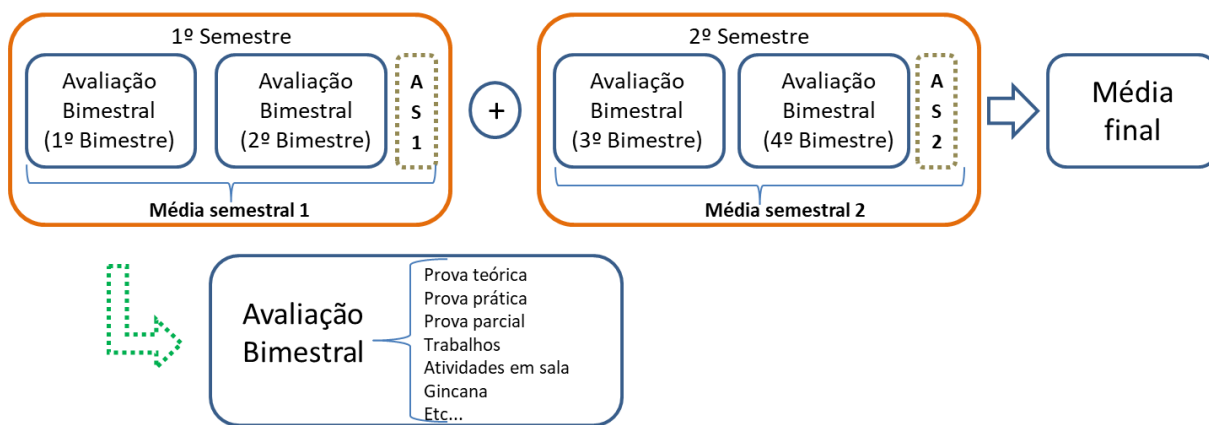 1º Semestre
Avaliação
Bimestral
(1º Bimestre)
Avaliação
Bimestral
(2º Bimestre)
A
S
1
Média semestral 1
+
2º Semestre
Avaliação
Bimestral
(3º Bimestre)
Avaliação
Bimestral
(4º Bimestre)
A
S
2
Média semestral 2
Média
final
Avaliação
Bimestral
Prova teórica
Prova prática
Prova parcial
Trabalhos
Atividades em sala
Gincana
Etc...